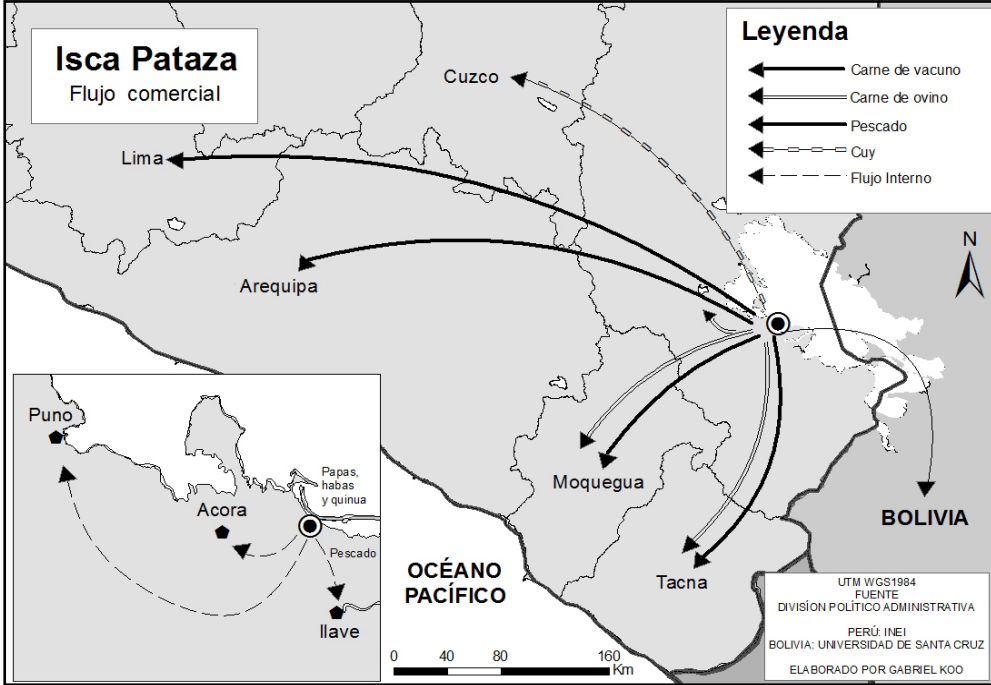 Isca Pataza
Flujo comercial
Leyenda
Carne de vacuno
Carne de ovino
Pescado
Cuy
Flujo Interno
Cuzco
Lima
Arequipa
N
Moquegua
Tacna
BOLIVIA
OCÉANO
PACÍFICO
Puno
Acora
Papas,
habas
y quinua
Pescado
Ilave
0 40 80 160
Km
UTM WGS1984
FUENTE
DIVISÍON POLÍTICO ADMINISTRATIVA
PERÚ: INEI
BOLIVIA: UNIVERSIDAD DE SANTA CRUZ
ELABORADO POR GABRIEL KOO